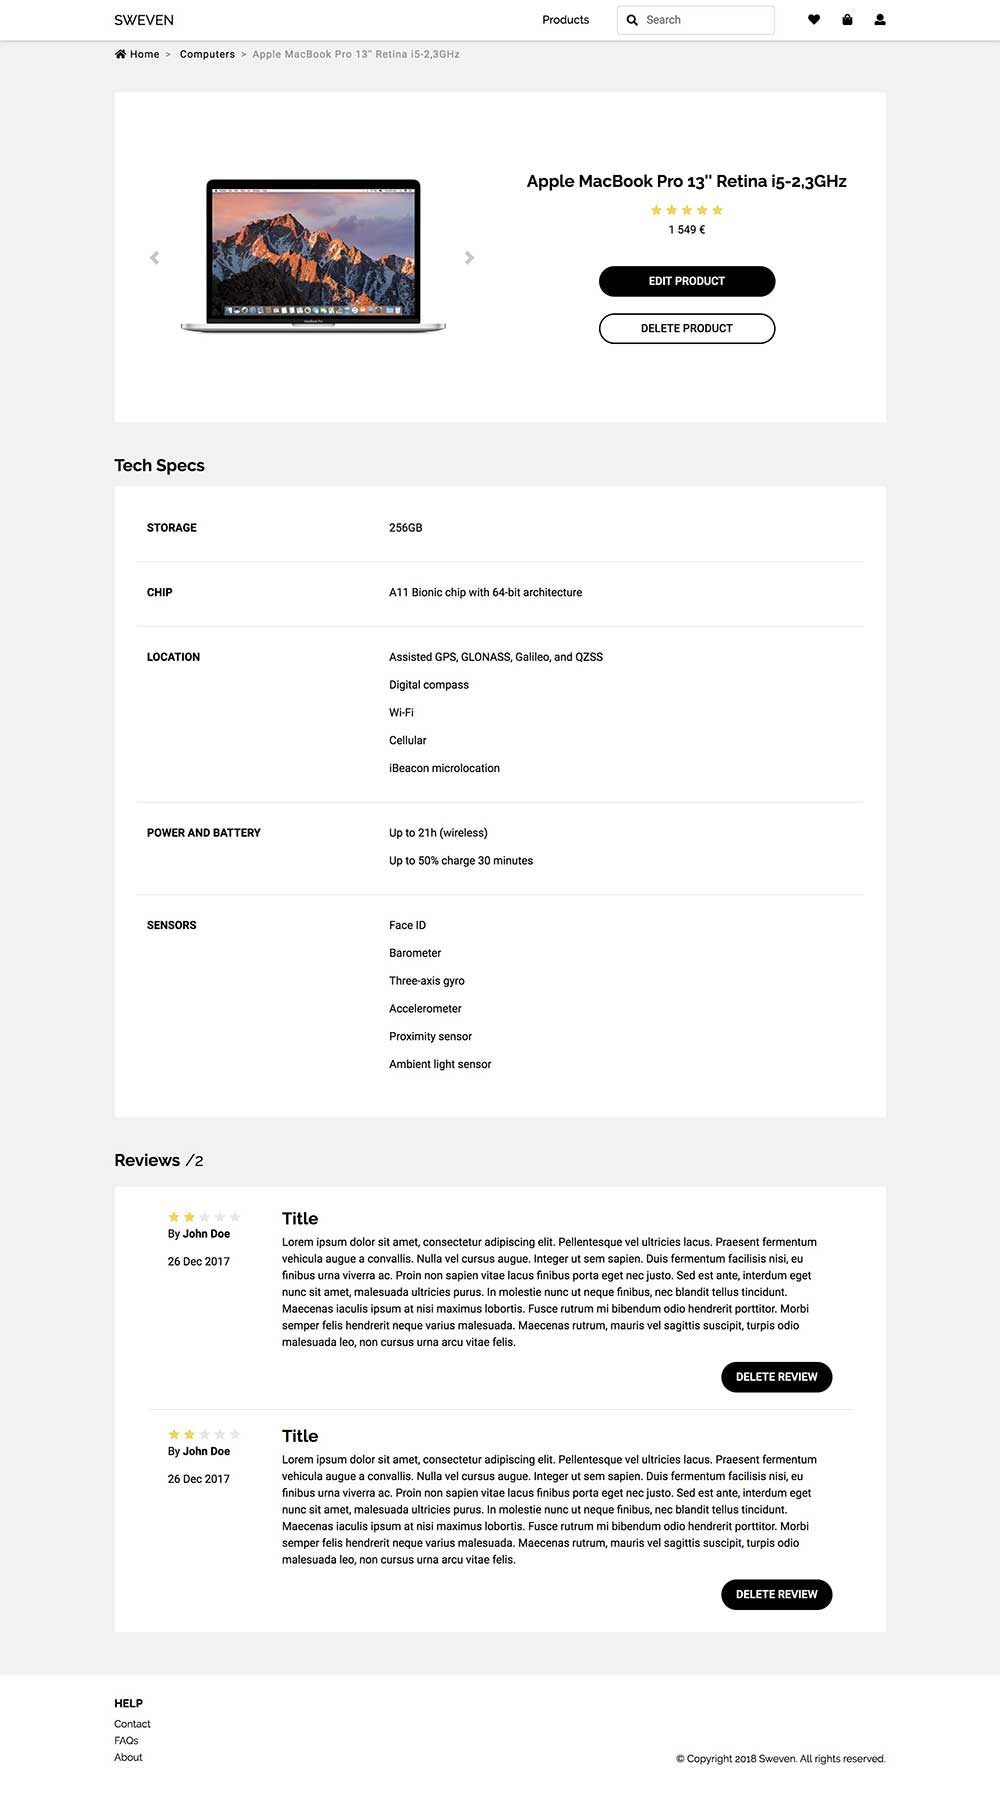 SWEVEN
Products
Search
Home > Computers > Apple MacBook Pro 13'' Retina i5-2,3GHz
Apple MacBook Pro 13'' Retina i5-2,3GHz
1 549 €
EDIT PRODUCT
DELETE PRODUCT
MacBook Pro
Tech Specs
STORAGE
256GB
CHIP
A11 Bionic chip with 64-bit architecture
LOCATION
Assisted GPS, GLONASS, Galileo, and QZSS
Digital compass
Wi-Fi
Cellular
iBeacon microlocation
POWER AND BATTERY
Up to 21h (wireless)
Up to 50% charge 30 minutes
SENSORS
Face ID
Barometer
Three-axis gyro
Accelerometer
Proximity sensor
Ambient light sensor
Reviews /2
By John Doe
26 Dec 2017
Title
Lorem ipsum dolor sit amet, consectetur adipiscing elit. Pellentesque vel ultricies lacus. Praesent fermentum
vehicula augue a convallis. Nulla vel cursus augue. Integer ut sem sapien. Duis fermentum facilisis nisi, eu
finibus urna viverra ac. Proin non sapien vitae lacus finibus porta eget nec justo. Sed est ante, interdum eget
nunc sit amet, malesuada ultricies purus. In molestie nunc ut neque finibus, nec blandit tellus tincidunt.
Maecenas iaculis ipsum at nisi maximus lobortis. Fusce rutrum mi bibendum odio hendrerit porttitor. Morbi
semper felis hendrerit neque varius malesuada. Maecenas rutrum, mauris vel sagittis suscipit, turpis odio
malesuada leo, non cursus urna arcu vitae felis.
DELETE REVIEW
By John Doe
26 Dec 2017
Title
Lorem ipsum dolor sit amet, consectetur adipiscing elit. Pellentesque vel ultricies lacus. Praesent fermentum
vehicula augue a convallis. Nulla vel cursus augue. Integer ut sem sapien. Duis fermentum facilisis nisi, eu
finibus urna viverra ac. Proin non sapien vitae lacus finibus porta eget nec justo. Sed est ante, interdum eget
nunc sit amet, malesuada ultricies purus. In molestie nunc ut neque finibus, nec blandit tellus tincidunt.
Maecenas iaculis ipsum at nisi maximus lobortis. Fusce rutrum mi bibendum odio hendrerit porttitor. Morbi
semper felis hendrerit neque varius malesuada. Maecenas rutrum, mauris vel sagittis suscipit, turpis odio
malesuada leo, non cursus urna arcu vitae felis.
DELETE REVIEW
HELP
Contact
FAQs
About
© Copyright 2018 Sweven. All rights reserved.